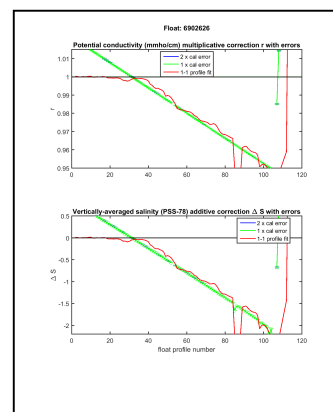 Float: 6902626
Potential conductivity (mmho/cm) multiplicative correction r with errors
2 x cal error
1 x cal error
1-1 profile fit
1.01
1
0.99
0.98
0.97
0.96
0.95
r
0 20 40 60 80 100 120
Vertically-averaged salinity (PSS-78) additive correction Δ S with errors
2 x cal error
1 x cal error
1-1 profile fit
0.5
0
-0.5
-1
-1.5
-2
Δ S
0 20 40 60 80 100 120
float profile number